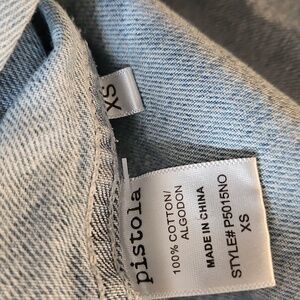 XS
pistola
100% COTTON/
ALGODON
MADE IN CHINA
STYLE# P5015NO
XS